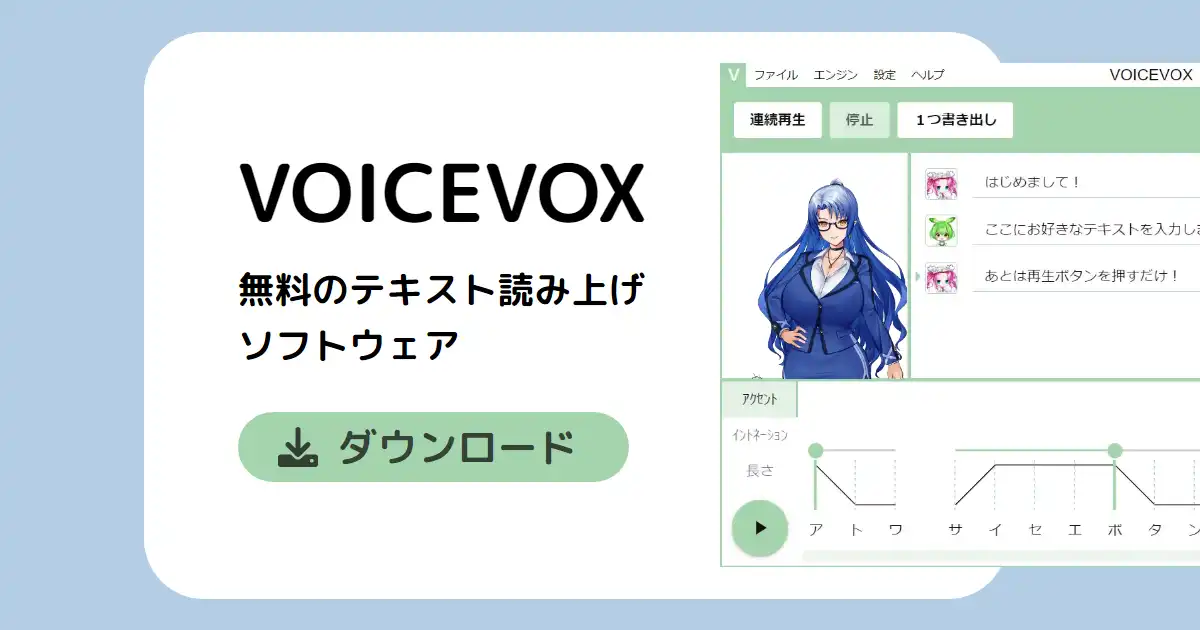 VOICEVOX
無料のテキスト読み上げ
ソフトウェア
ダウンロード
V ファイル エンジン 設定 ヘルプ VOICEVOX
連続再生 停止 1つ書き出し
はじめまして！
ここにお好きなテキストを入力しま
あとは再生ボタンを押すだけ！
アクセント
イントネーション
長さ
ア ト ワ サ イ セ エ ボ タ ン